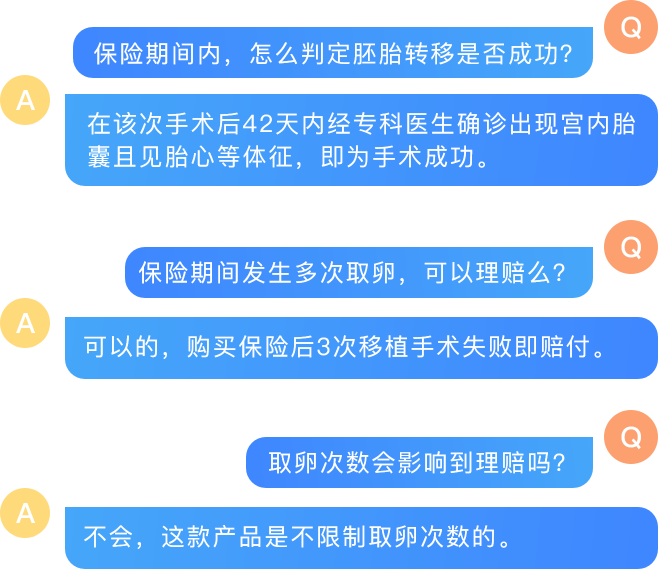 Q
保险期间内，怎么判定胚胎转移是否成功？
A
在该次手术后42天内经专科医生确诊出现宫内胎
囊且见胎心等体征，即为手术成功。
Q
保险期间发生多次取卵，可以理赔么？
A
可以的，购买保险后3次移植手术失败即赔付。
Q
取卵次数会影响到理赔吗？
A
不会，这款产品是不限制取卵次数的。